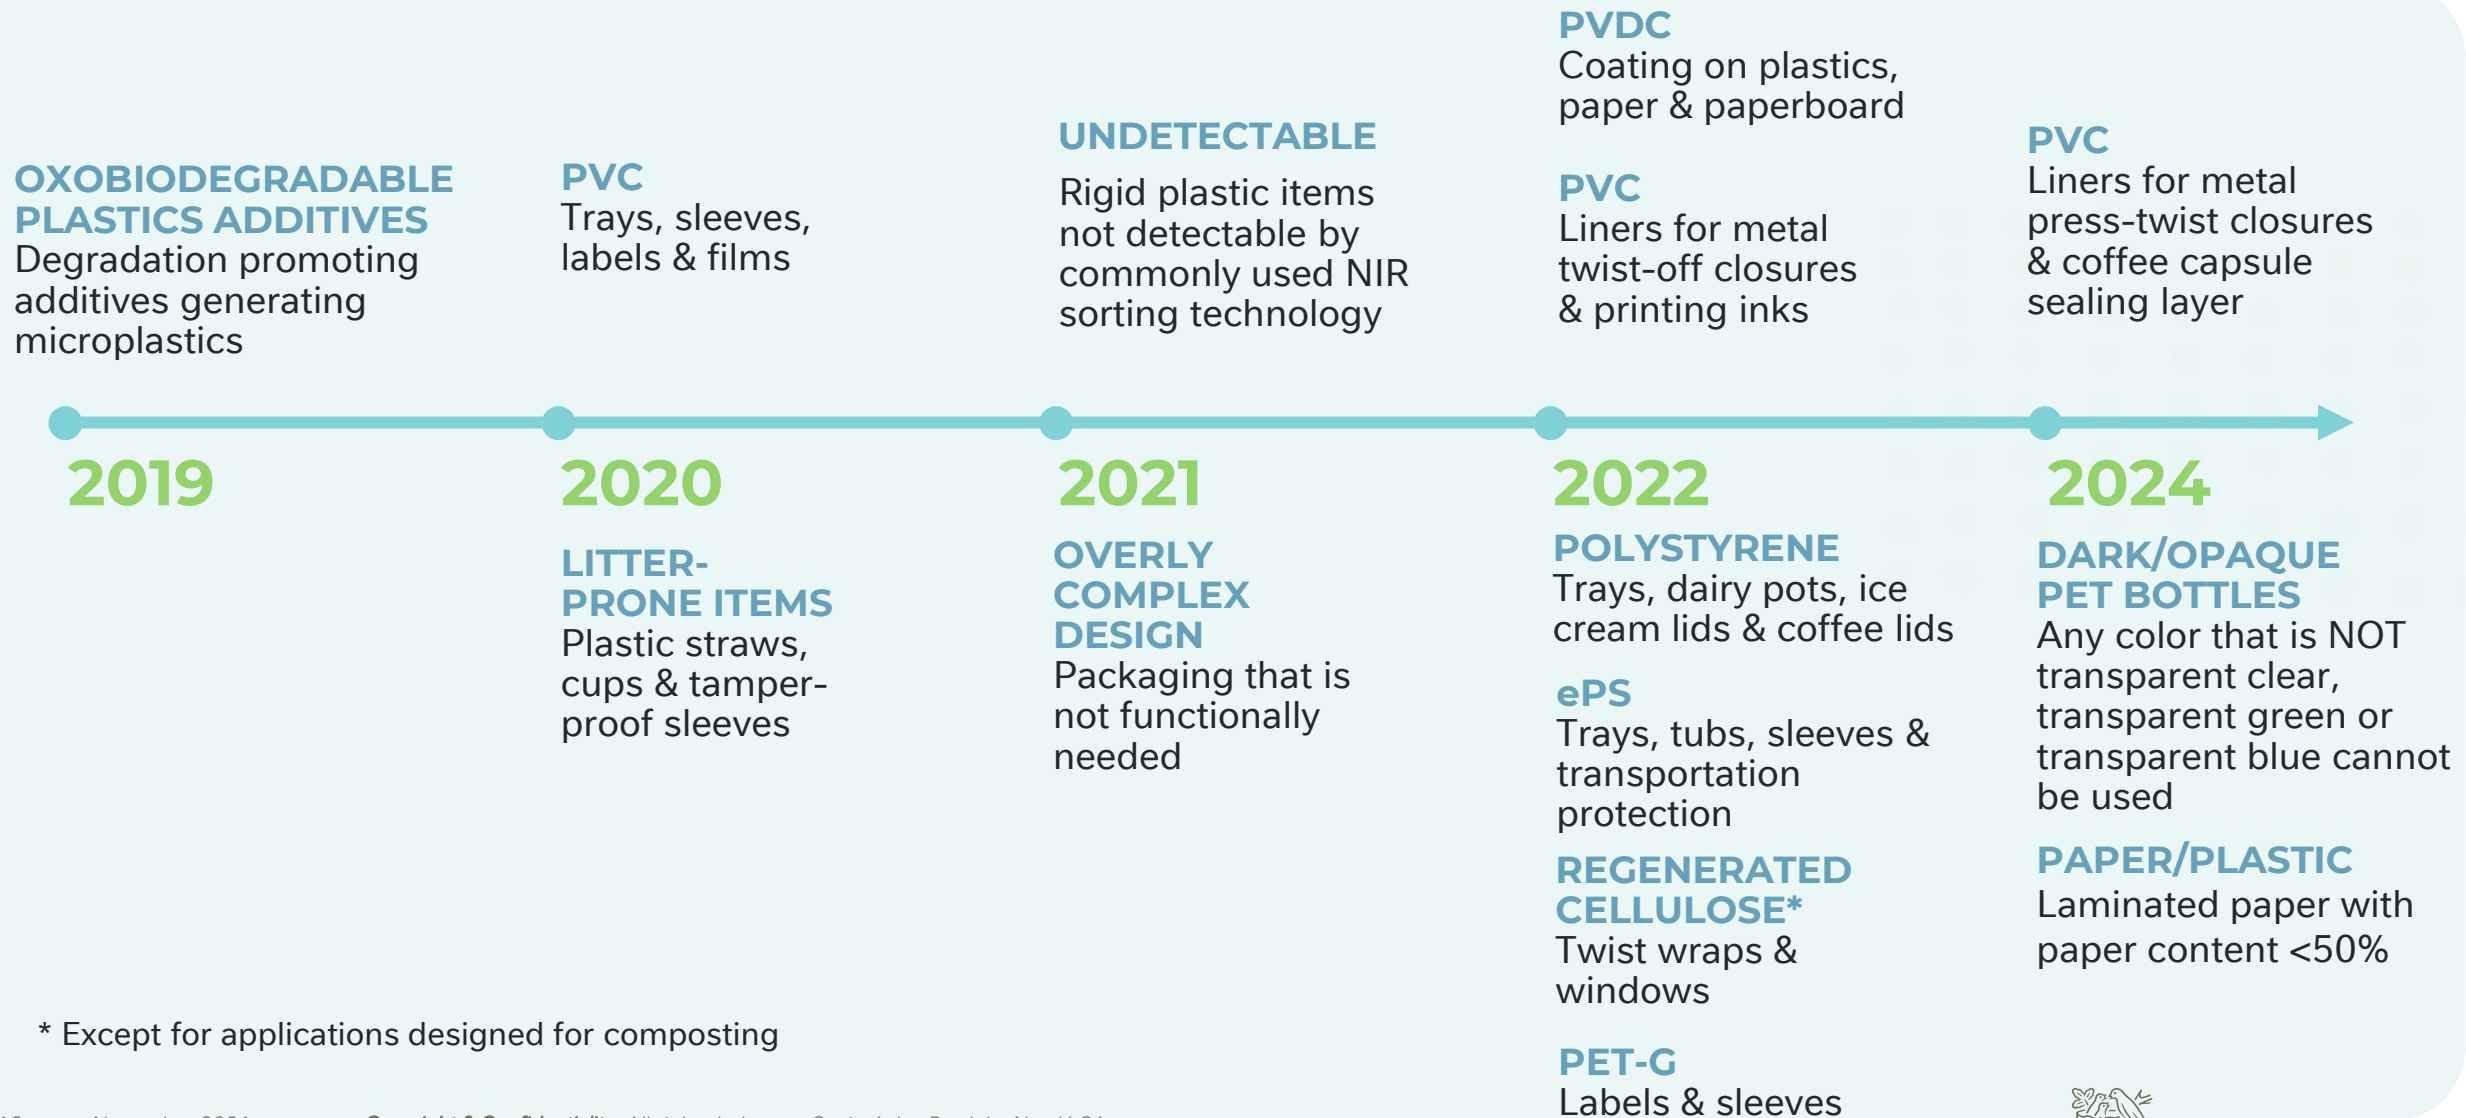 OXOBIODEGRADABLE
PLASTICS ADDITIVES
Degradation promoting
additives generating
microplastics
PVC
Trays, sleeves,
labels & films
UNDETECTABLE
Rigid plastic items
not detectable by
commonly used NIR
sorting technology
PVDC
Coating on plastics,
paper & paperboard
PVC
Liners for metal
twist-off closures
& printing inks
PVC
Liners for metal
press-twist closures
& coffee capsule
sealing layer
2019
2020
2021
2022
2024
LITTER-
PRONE ITEMS
Plastic straws,
cups & tamper-
proof sleeves
OVERLY
COMPLEX
DESIGN
Packaging that is
not functionally
needed
POLYSTYRENE
Trays, dairy pots, ice
cream lids & coffee lids
ePS
Trays, tubs, sleeves &
transportation
protection
REGENERATED
CELLULOSE*
Twist wraps &
windows
PET-G
Labels & sleeves
DARK/OPAQUE
PET BOTTLES
Any color that is NOT
transparent clear,
transparent green or
transparent blue cannot
be used
PAPER/PLASTIC
Laminated paper with
paper content <50%
* Except for applications designed for composting